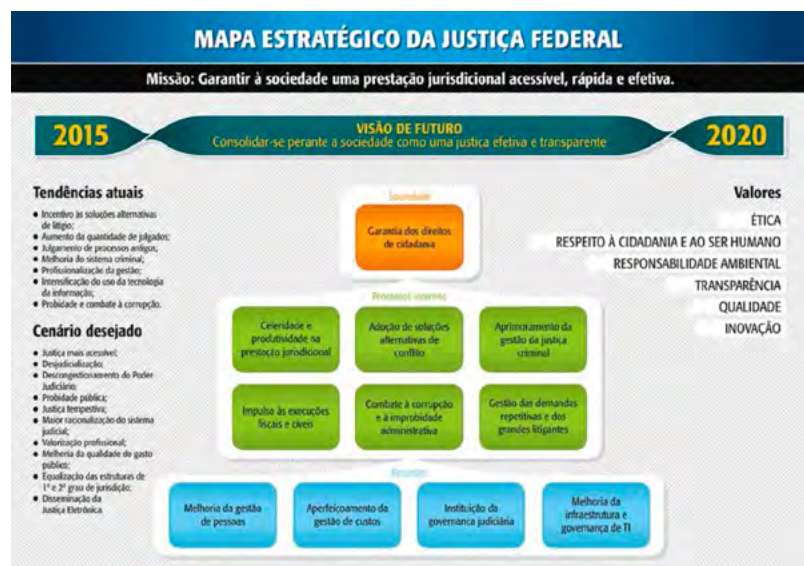 MAPA ESTRATÉGICO DA JUSTIÇA FEDERAL
Missão: Garantir à sociedade uma prestação jurisdicional acessível, rápida e efetiva.
2015
VISÃO DE FUTURO
Consolidar-se perante a sociedade como uma justiça efetiva e transparente
2020
Tendências atuais
• Incentivo às soluções alternativas
de litígio;
• Aumento da quantidade de julgados;
• Julgamento de processos antigos;
• Melhoria do sistema criminal;
• Profissionalização da gestão;
• Intensificação do uso da tecnologia
da informação;
• Probidade e combate à corrupção.
Cenário desejado
• Justiça mais acessível;
• Desjudicialização;
• Descongestionamento do Poder
Judiciário;
• Probidade pública;
• Justiça tempestiva;
• Maior racionalização do sistema
judicial;
• Valorização profissional;
• Melhoria da qualidade do gasto
público;
• Equalização das estruturas de
1º e 2º grau de jurisdição;
• Disseminação da
Justiça Eletrônica.
Sociedade
Garantia dos direitos
de cidadania
Processos internos
Celeridade e
produtividade na
prestação jurisdicional
Adoção de soluções
alternativas de
conflito
Aprimoramento da
gestão da justiça
criminal
Impulso às execuções
fiscais e cíveis
Combate à corrupção
e à improbidade
administrativa
Gestão das demandas
repetitivas e dos
grandes litigantes
Recursos
Melhoria da gestão
de pessoas
Aperfeiçoamento da
gestão de custos
Instituição da
governança judiciária
Melhoria da
infraestrutura e
governança de TI
Valores
ÉTICA
RESPEITO À CIDADANIA E AO SER HUMANO
RESPONSABILIDADE AMBIENTAL
TRANSPARÊNCIA
QUALIDADE
INOVAÇÃO